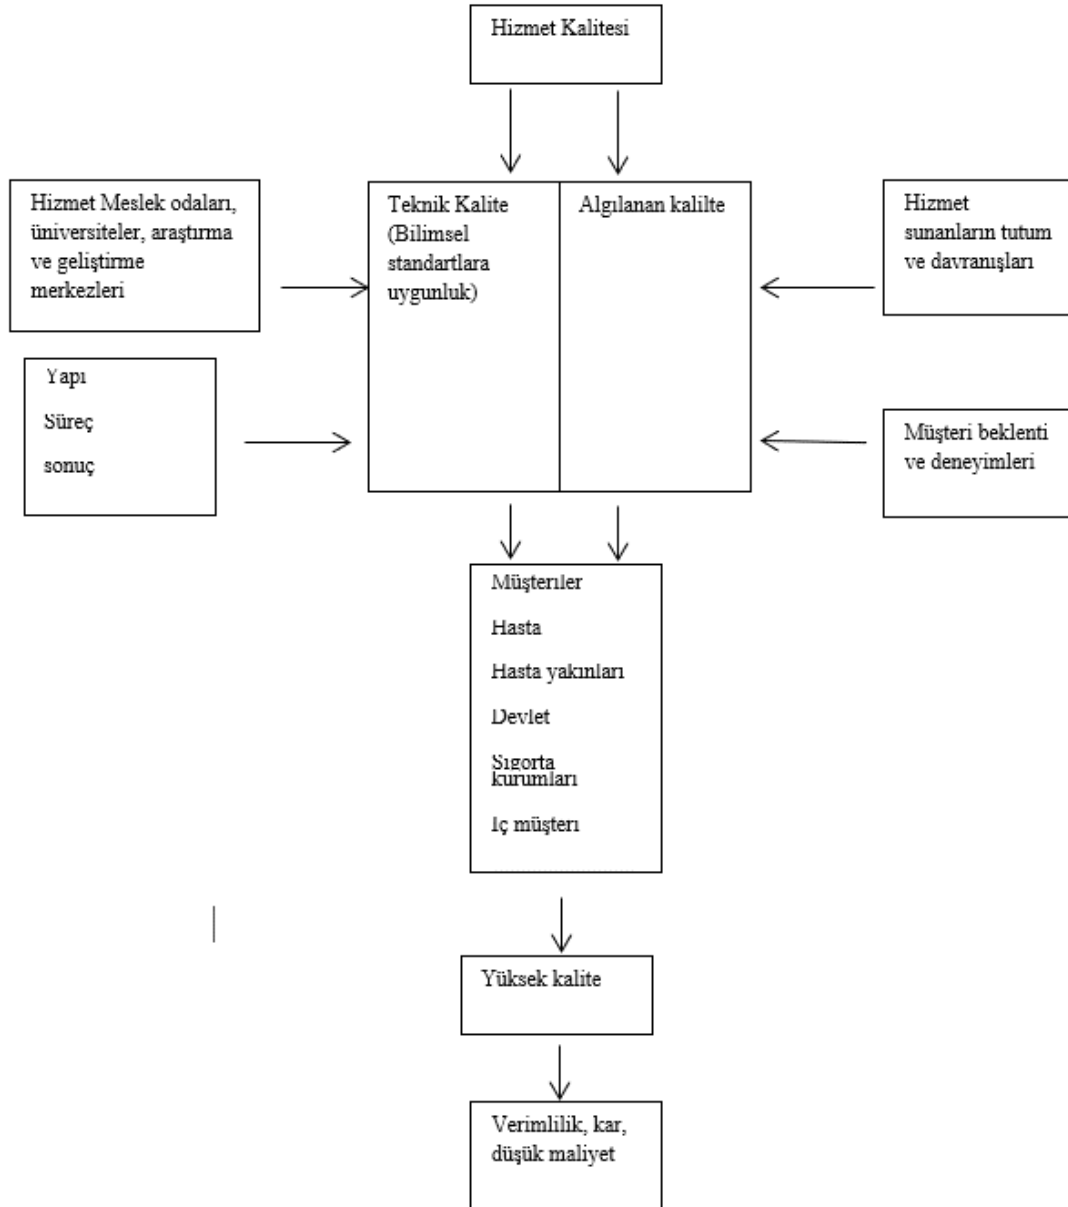 Hizmet Kalitesi
Hizmet Meslek odaları,
üniversiteler, araştırma
ve geliştirme
merkezleri
Teknik Kalite
(Bilimsel
standartlara
uygunluk)
Algılanan kalilte
Hizmet
sunanların tutum
ve davranışları
Yapı
Süreç
sonuç
Müşteri beklenti
ve deneyimleri
Müşteriler
Hasta
Hasta yakınları
Devlet
Sigorta
kurumları
İç müşteri
Yüksek kalite
Verimlilik, kar,
düşük maliyet